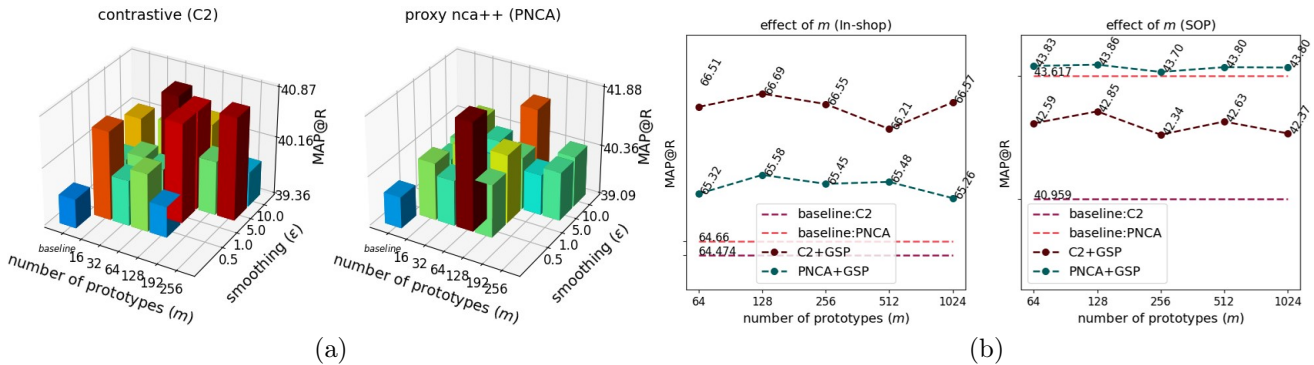 contrastive (C2)
40.87
40.16
39.36
MAP@R
10.0
5.0
1.0
0.5
smoothing (ε)
baseline
16
32
64
128
192
256
number of prototypes (m)
proxy nca++ (PNCA)
41.88
40.36
39.09
MAP@R
10.0
5.0
1.0
0.5
smoothing (ε)
baseline
16
32
64
128
192
256
number of prototypes (m)
(a)
effect of m (In-shop)
MAP@R
66.51
66.69
66.55
66.21
66.57
65.32
65.58
65.45
65.48
65.26
64.66
64.474
baseline:C2
baseline:PNCA
C2+GSP
PNCA+GSP
64
128
256
512
1024
number of prototypes (m)
effect of m (SOP)
MAP@R
43.83
43.86
43.70
43.80
43.80
43.617
42.59
42.85
42.34
42.63
42.37
40.959
baseline:C2
baseline:PNCA
C2+GSP
PNCA+GSP
64
128
256
512
1024
number of prototypes (m)
(b)